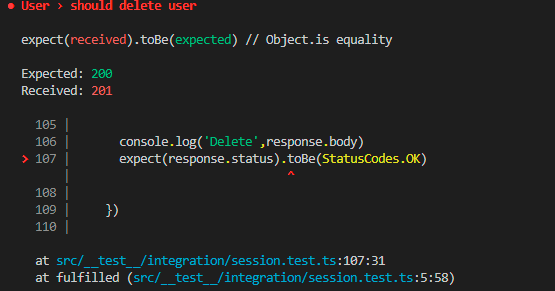 ● User › should delete user
expect(received).toBe(expected) // Object.is equality
Expected: 200
Received: 201
105 |
106 |       console.log('Delete',response.body)
> 107 |       expect(response.status).toBe(StatusCodes.OK)
|                               ^
108 |
109 |     })
110 |
at src/__test__/integration/session.test.ts:107:31
at fulfilled (src/__test__/integration/session.test.ts:5:58)